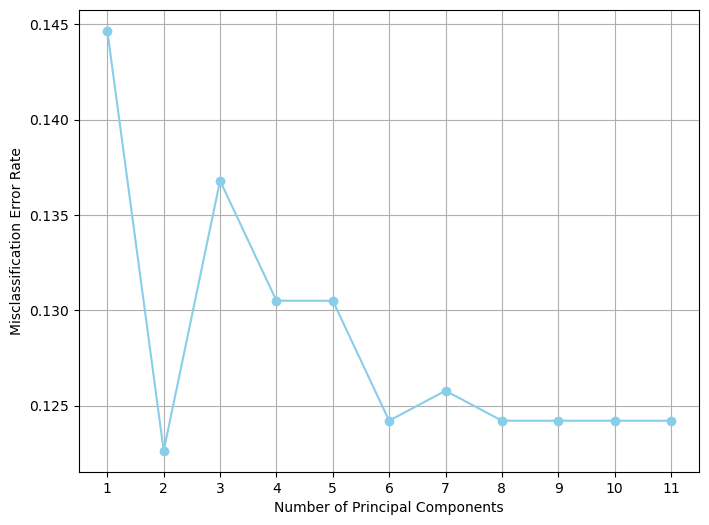 0.145
0.140
0.135
0.130
0.125
Misclassification Error Rate
1 2 3 4 5 6 7 8 9 10 11
Number of Principal Components